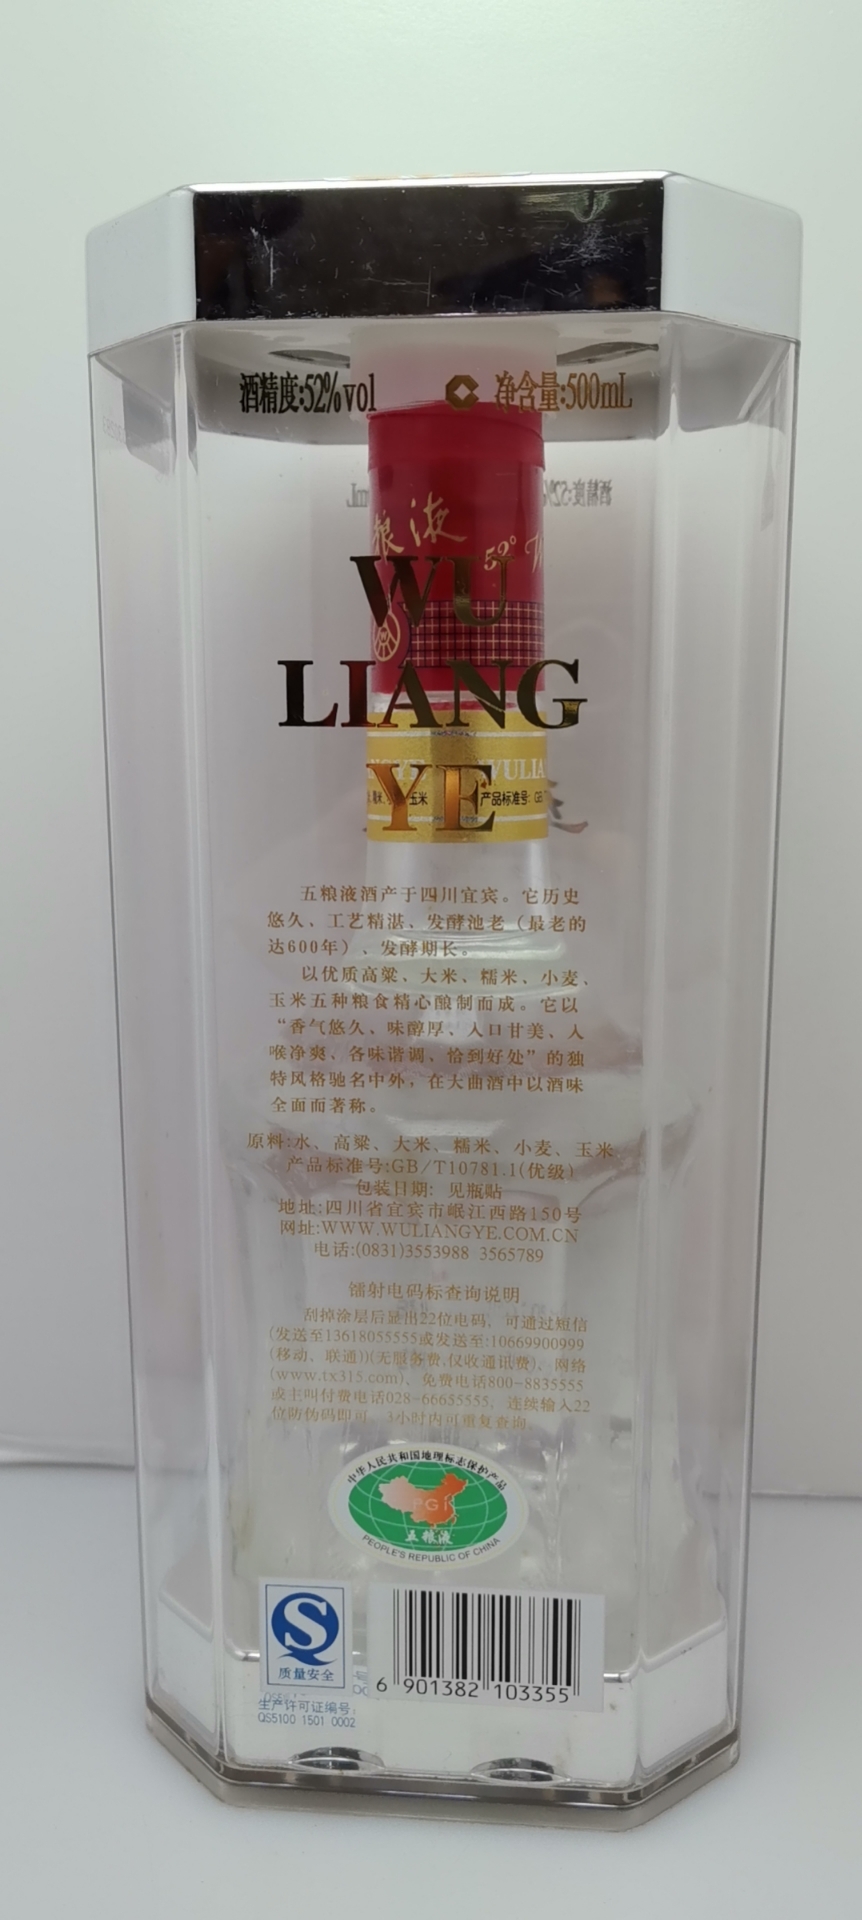 酒精度:52%vol
净含量:500mL
粮液
52° W
WU
LIANG
YE
WULIA
玉米
产品标准号: GB
五粮液酒产于四川宜宾。它历史
悠久、工艺精湛、发酵池老（最老的
达600年）、发酵期长。
以优质高粱、大米、糯米、小麦、
玉米五种粮食精心酿制而成。它以
“香气悠久、味醇厚、入口甘美、入
喉净爽、各味谐调、恰到好处”的独
特风格驰名中外，在大曲酒中以酒味
全面而著称。
原料:水、高粱、大米、糯米、小麦、玉米
产品标准号:GB/T10781.1(优级)
包装日期: 见瓶贴
地址:四川省宜宾市岷江西路150号
网址:WWW.WULIANGYE.COM.CN
电话:(0831)3553988 3565789
镭射电码标查询说明
刮掉涂层后显出22位电码, 可通过短信
(发送至13618055555或发送至:10669900999
(移动、联通))(无服务费,仅收通讯费)、网络
(www.tx315.com)、免费电话800-8835555
或主叫付费电话028-66655555, 连续输入22
位防伪码即可。3小时内可重复查询。
中华人民共和国地理标志保护产品
PGI
五粮液
PEOPLE'S REPUBLIC OF CHINA
质量安全
生产许可证编号:
QS5100 1501 0002
6 901382 103355